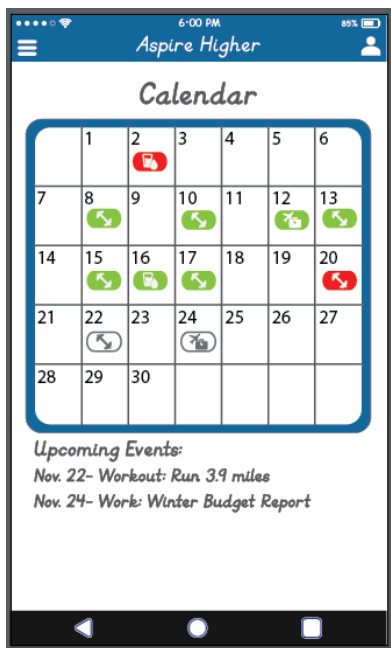 6:00 PM 85%
Aspire Higher
Calendar
1 2 3 4 5 6
7 8 9 10 11 12 13
14 15 16 17 18 19 20
21 22 23 24 25 26 27
28 29 30
Upcoming Events:
Nov. 22- Workout: Run 3.9 miles
Nov. 24- Work: Winter Budget Report